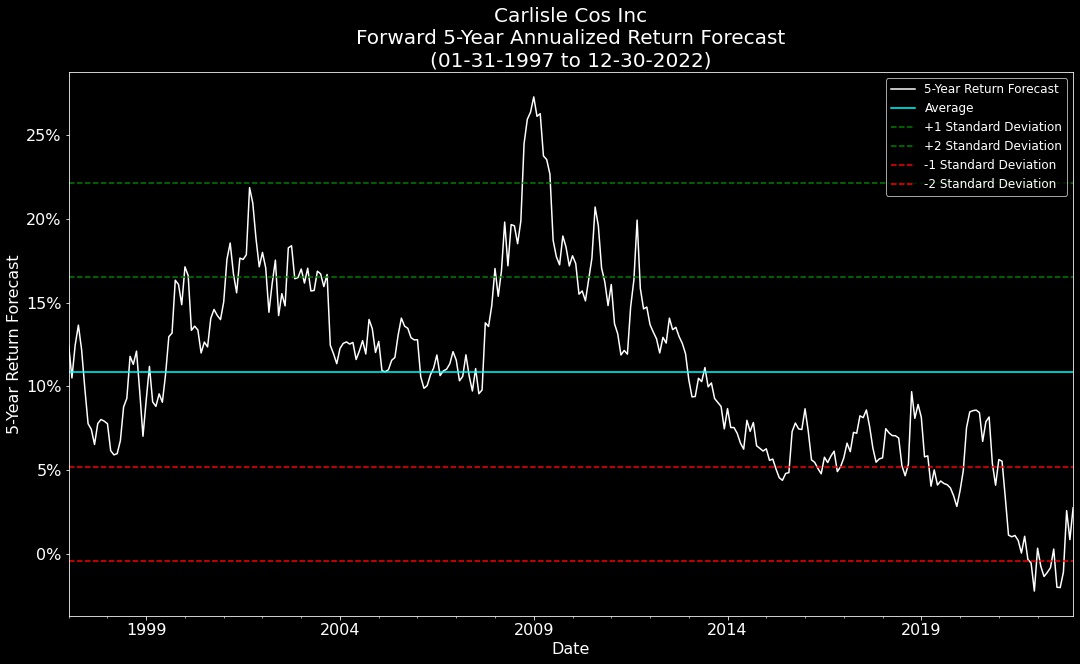 Carlisle Cos Inc
Forward 5-Year Annualized Return Forecast
(01-31-1997 to 12-30-2022)
5-Year Return Forecast
Average
+1 Standard Deviation
+2 Standard Deviation
-1 Standard Deviation
-2 Standard Deviation
5-Year Return Forecast
25%
20%
15%
10%
5%
0%
1999
2004
2009
2014
2019
Date